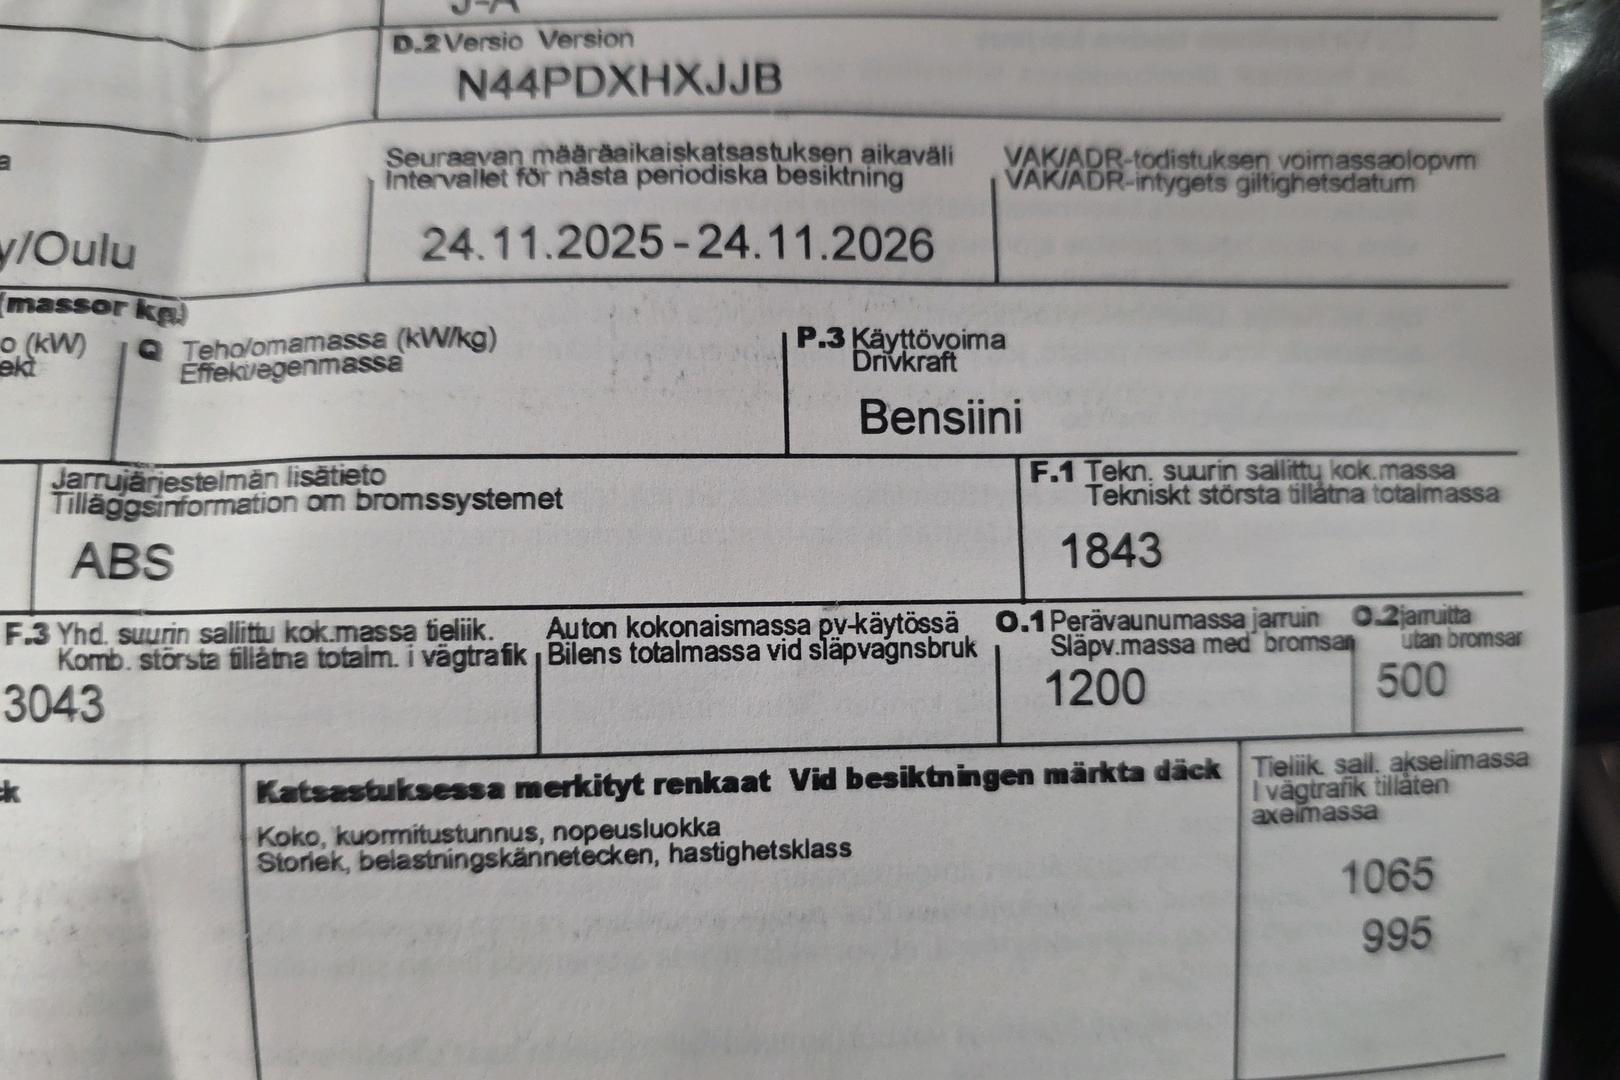 J-A
D.2 Versio Version
N44PDXHXJJB
a
Seuraavan määräaikaiskatsastuksen aikaväli
Intervallet för nästa periodiska besiktning
VAK/ADR-todistuksen voimassaolopvm
VAK/ADR-intygets giltighetsdatum
y/Oulu
24.11.2025 - 24.11.2026
(massor kg)
o (kW)
ekt
Q Teho/omamassa (kW/kg)
Effekt/egenmassa
P.3 Käyttövoima
Drivkraft
Bensiini
Jarrujärjestelmän lisätieto
Tilläggsinformation om bromssystemet
ABS
F.1 Tekn. suurin sallittu kok.massa
Tekniskt största tillåtna totalmassa
1843
F.3 Yhd. suurin sallittu kok.massa tieliik.
Komb. största tillåtna totalm. i vägtrafik
3043
Auton kokonaismassa pv-käytössä
Bilens totalmassa vid släpvagnsbruk
O.1 Perävaunumassa jarruin
Släpv.massa med bromsar
1200
O.2 jarruitta
utan bromsar
500
ck
Katsastuksessa merkityt renkaat Vid besiktningen märkta däck
Koko, kuormitustunnus, nopeusluokka
Storlek, belastningskännetecken, hastighetsklass
Tieliik. sall. akselimassa
I vägtrafik tillåten
axelmassa
1065
995